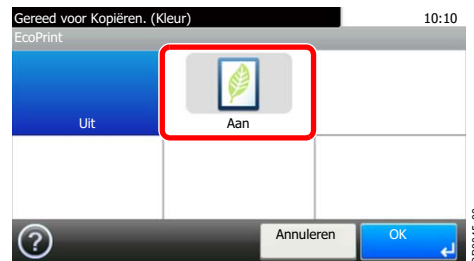 Gereed voor Kopiëren. (Kleur) 10:10
EcoPrint
Uit Aan
? Annuleren OK